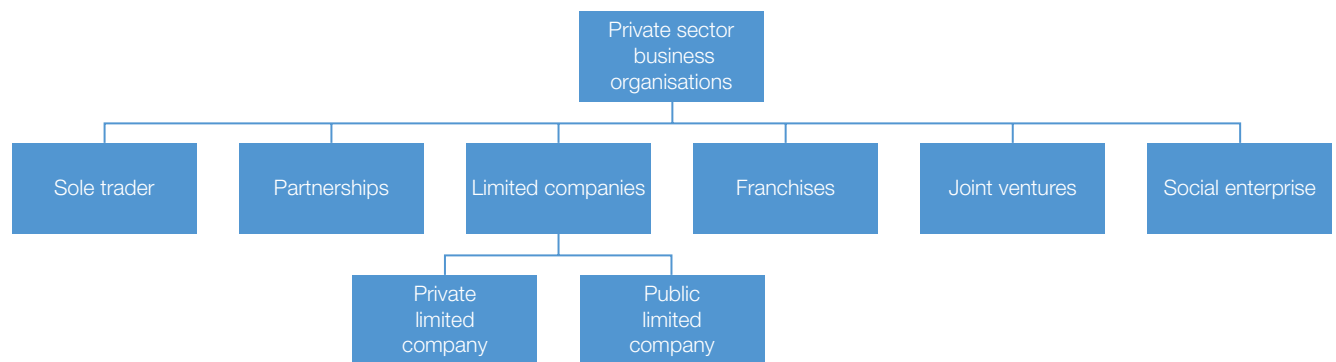 Private sector
business
organisations
Sole trader
Partnerships
Limited companies
Franchises
Joint ventures
Social enterprise
Private
limited
company
Public
limited
company